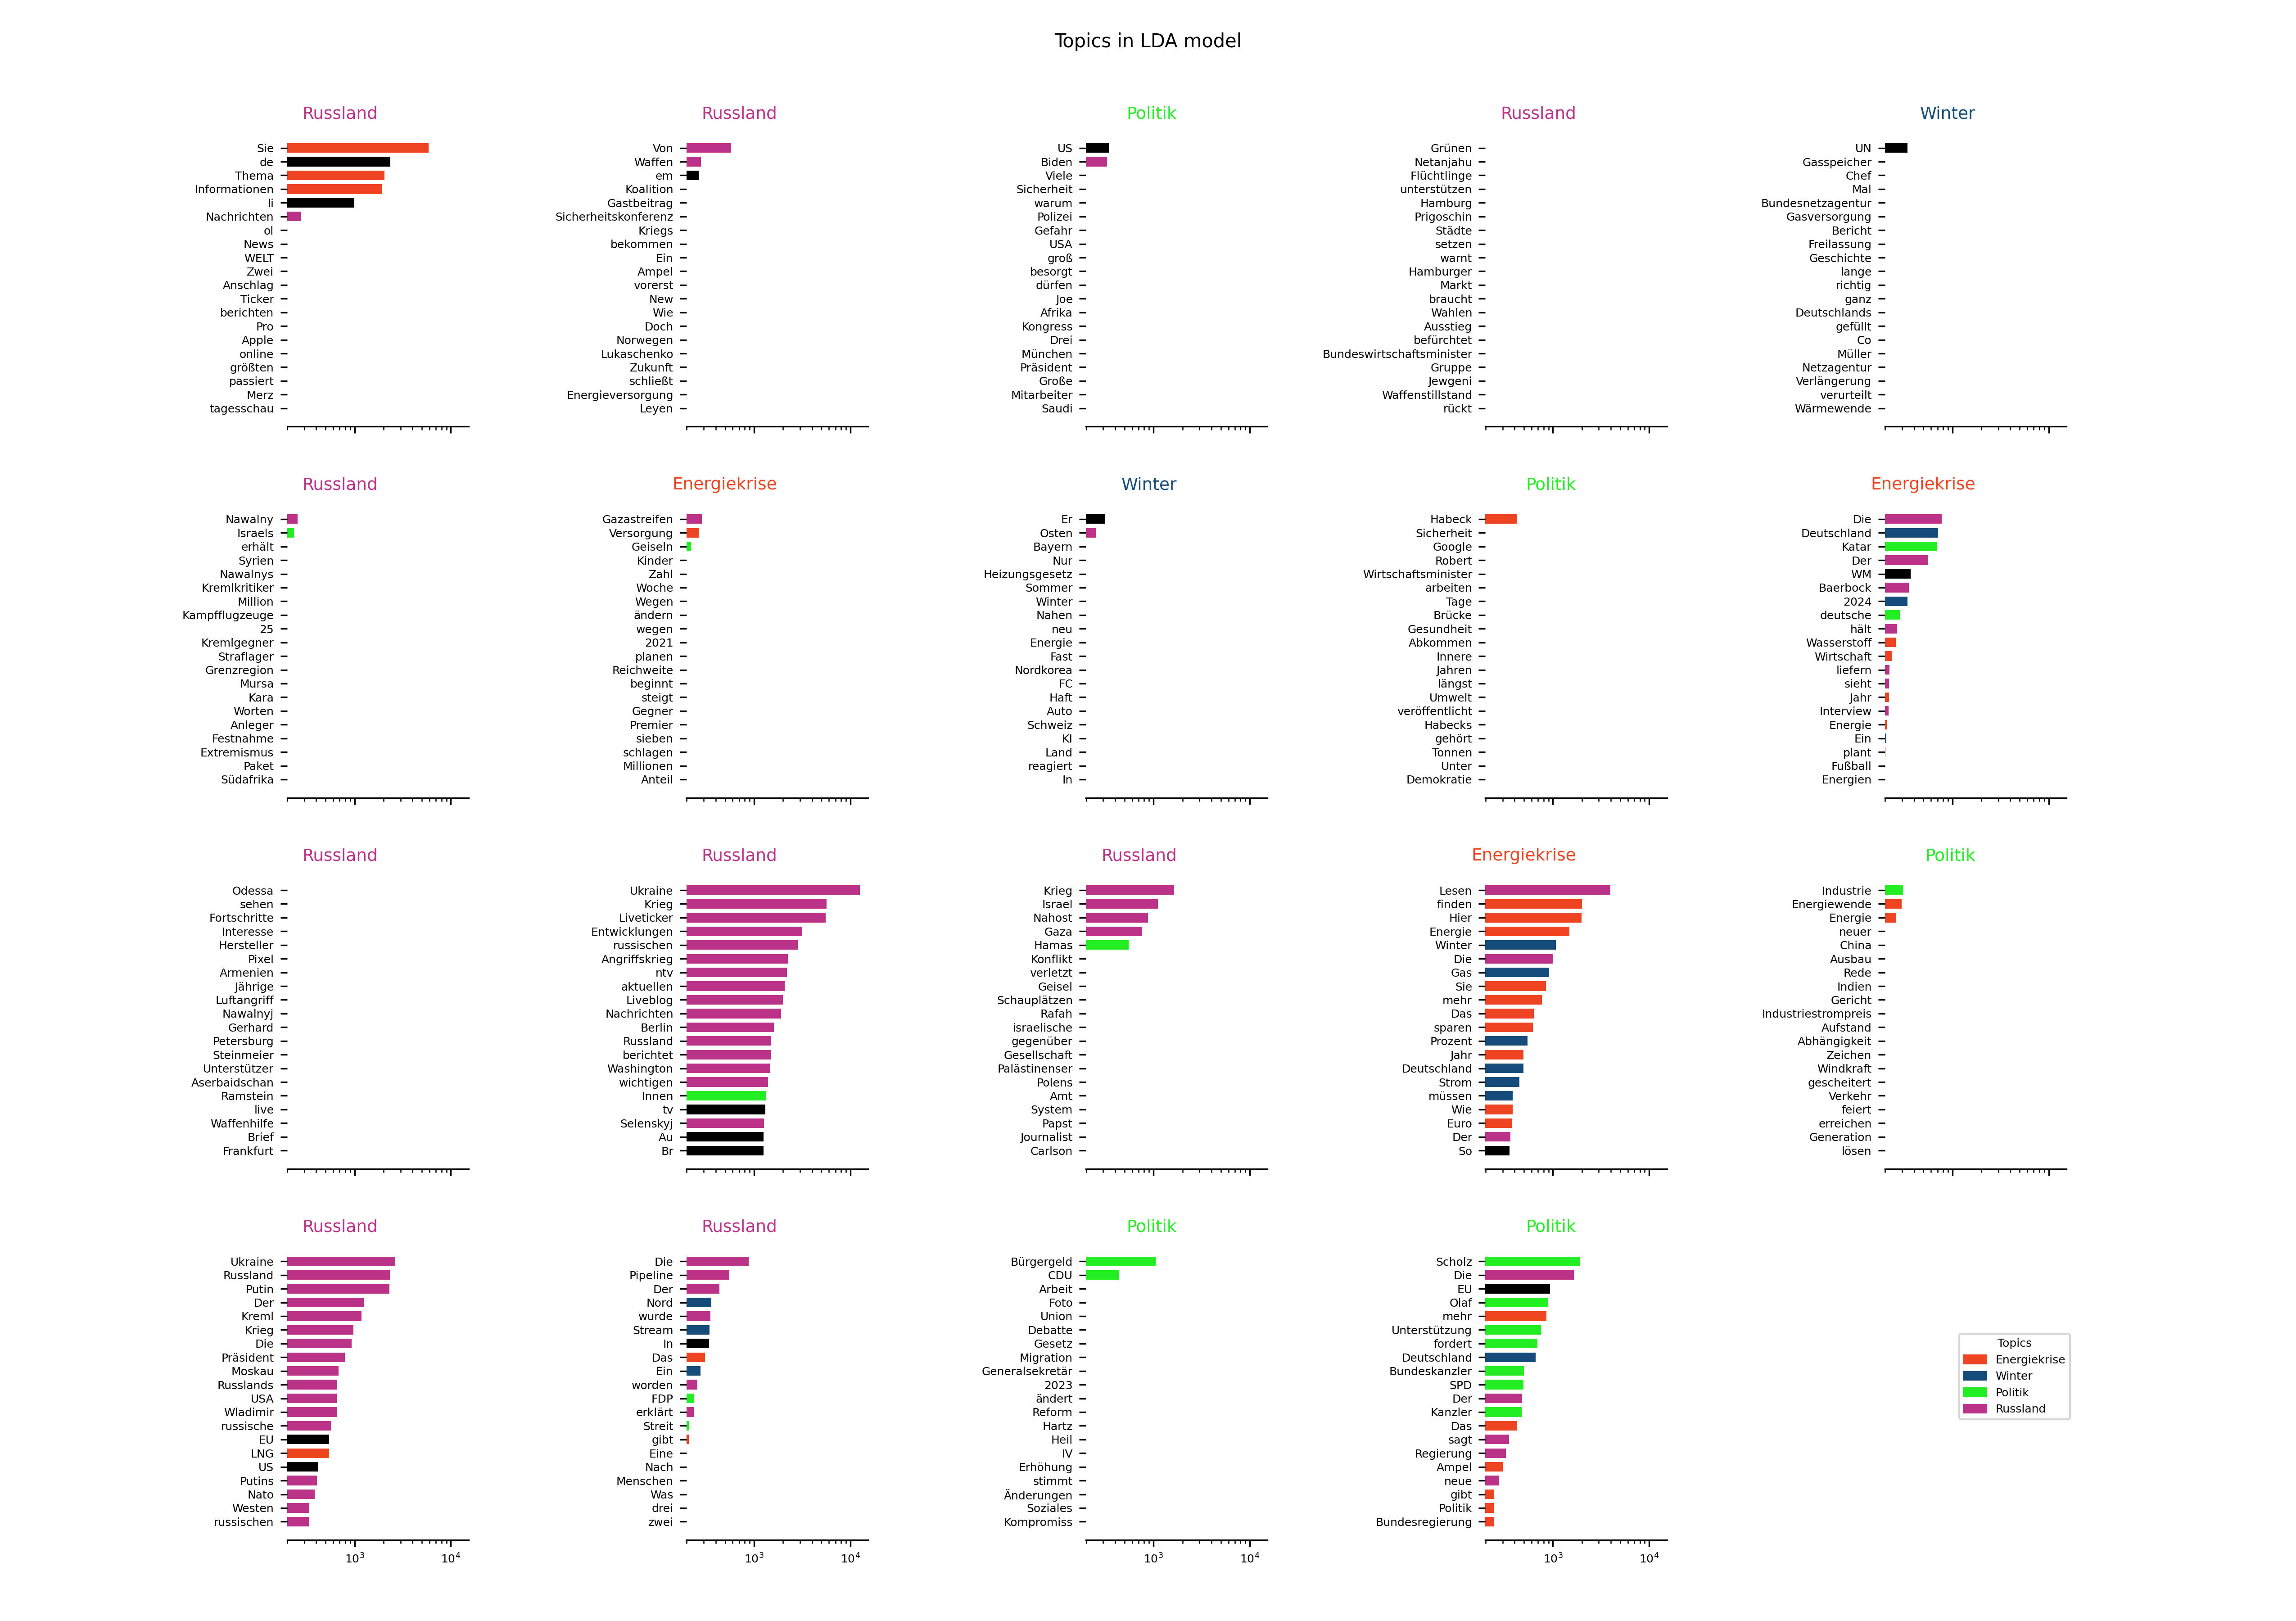 Topics in LDA model
Russland
Sie
de
Thema
Informationen
li
Nachrichten
ol
News
WELT
Zwei
Anschlag
Ticker
berichten
Pro
Apple
online
größten
passiert
Merz
tagesschau
Russland
Von
Waffen
em
Koalition
Gastbeitrag
Sicherheitskonferenz
Kriegs
bekommen
Ein
Ampel
vorerst
New
Wie
Doch
Norwegen
Lukaschenko
Zukunft
schließt
Energieversorgung
Leyen
Politik
US
Biden
Viele
Sicherheit
warum
Polizei
Gefahr
USA
groß
besorgt
dürfen
Joe
Afrika
Kongress
Drei
München
Präsident
Große
Mitarbeiter
Saudi
Russland
Grünen
Netanjahu
Flüchtlinge
unterstützen
Hamburg
Prigoschin
Städte
setzen
warnt
Hamburger
Markt
braucht
Wahlen
Ausstieg
befürchtet
Bundeswirtschaftsminister
Gruppe
Jewgeni
Waffenstillstand
rückt
Winter
UN
Gasspeicher
Chef
Mal
Bundesnetzagentur
Gasversorgung
Bericht
Freilassung
Geschichte
lange
richtig
ganz
Deutschlands
gefüllt
Co
Müller
Netzagentur
Verlängerung
verurteilt
Wärmewende
Russland
Nawalny
Israels
erhält
Syrien
Nawalnys
Kremlkritiker
Million
Kampfflugzeuge
25
Kremlgegner
Straflager
Grenzregion
Mursa
Kara
Worten
Anleger
Festnahme
Extremismus
Paket
Südafrika
Energiekrise
Gazastreifen
Versorgung
Geiseln
Kinder
Zahl
Woche
Wegen
ändern
wegen
2021
planen
Reichweite
beginnt
steigt
Gegner
Premier
sieben
schlagen
Millionen
Anteil
Winter
Er
Osten
Bayern
Nur
Heizungsgesetz
Sommer
Winter
Nahen
neu
Energie
Fast
Nordkorea
FC
Haft
Auto
Schweiz
KI
Land
reagiert
In
Politik
Habeck
Sicherheit
Google
Robert
Wirtschaftsminister
arbeiten
Tage
Brücke
Gesundheit
Abkommen
Innere
Jahren
längst
Umwelt
veröffentlicht
Habecks
gehört
Tonnen
Unter
Demokratie
Energiekrise
Die
Deutschland
Katar
Der
WM
Baerbock
2024
deutsche
hält
Wasserstoff
Wirtschaft
liefern
sieht
Jahr
Interview
Energie
Ein
plant
Fußball
Energien
Russland
Odessa
sehen
Fortschritte
Interesse
Hersteller
Pixel
Armenien
Jährige
Luftangriff
Nawalnyj
Gerhard
Petersburg
Steinmeier
Unterstützer
Aserbaidschan
Ramstein
live
Waffenhilfe
Brief
Frankfurt
Russland
Ukraine
Krieg
Liveticker
Entwicklungen
russischen
Angriffskrieg
ntv
aktuellen
Liveblog
Nachrichten
Berlin
Russland
berichtet
Washington
wichtigen
Innen
tv
Selenskyj
Au
Br
Russland
Krieg
Israel
Nahost
Gaza
Hamas
Konflikt
verletzt
Geisel
Schauplätzen
Rafah
israelische
gegenüber
Gesellschaft
Palästinenser
Polens
Amt
System
Papst
Journalist
Carlson
Energiekrise
Lesen
finden
Hier
Energie
Winter
Die
Gas
Sie
mehr
Das
sparen
Prozent
Jahr
Deutschland
Strom
müssen
Wie
Euro
Der
So
Politik
Industrie
Energiewende
Energie
neuer
China
Ausbau
Rede
Indien
Gericht
Industriestrompreis
Aufstand
Abhängigkeit
Zeichen
Windkraft
gescheitert
Verkehr
feiert
erreichen
Generation
lösen
Russland
Ukraine
Russland
Putin
Der
Kreml
Krieg
Die
Präsident
Moskau
Russlands
USA
Wladimir
russische
EU
LNG
US
Putins
Nato
Westen
russischen
10³ 10⁴
Russland
Die
Pipeline
Der
Nord
wurde
Stream
In
Das
Ein
worden
FDP
erklärt
Streit
gibt
Eine
Nach
Menschen
Was
drei
zwei
10³ 10⁴
Politik
Bürgergeld
CDU
Arbeit
Foto
Union
Debatte
Gesetz
Migration
Generalsekretär
2023
ändert
Reform
Hartz
Heil
IV
Erhöhung
stimmt
Änderungen
Soziales
Kompromiss
10³ 10⁴
Politik
Scholz
Die
EU
Olaf
mehr
Unterstützung
fordert
Deutschland
Bundeskanzler
SPD
Der
Kanzler
Das
sagt
Regierung
Ampel
neue
gibt
Politik
Bundesregierung
10³ 10⁴
Topics
Energiekrise
Winter
Politik
Russland